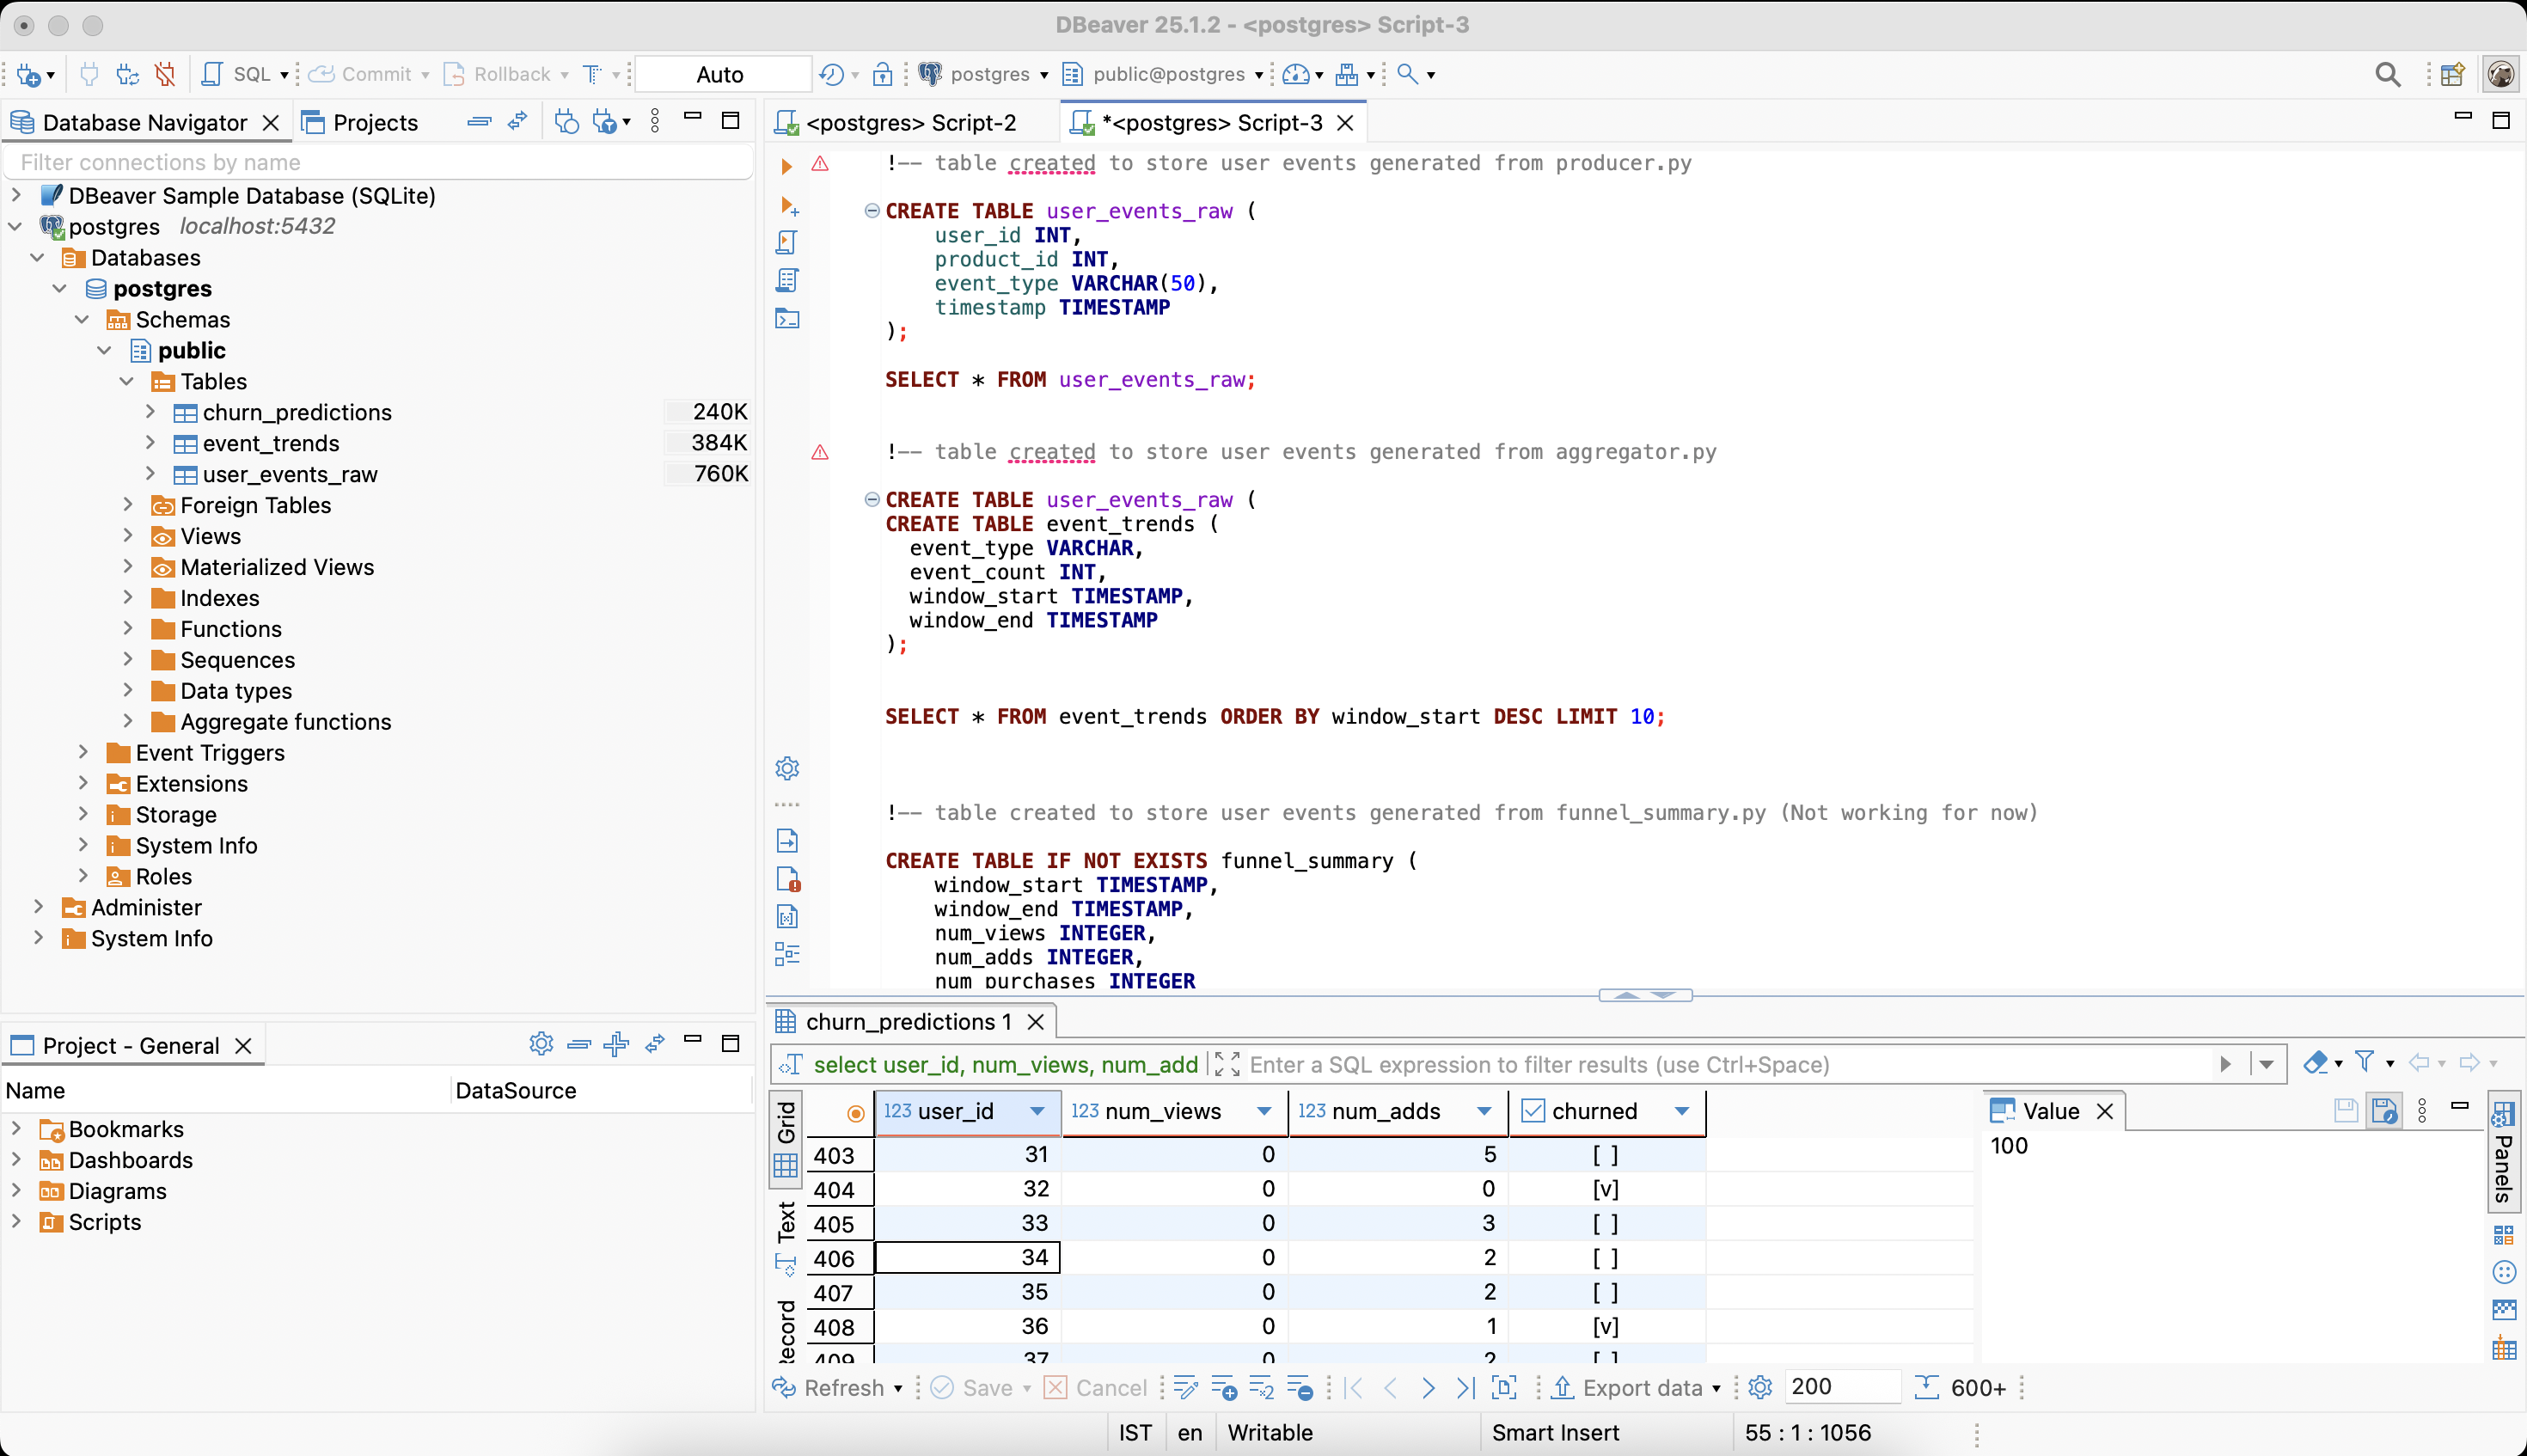 DBeaver 25.1.2 - <postgres> Script-3
SQL
Commit
Rollback
Auto
postgres
public@postgres
Database Navigator
Projects
Filter connections by name
DBeaver Sample Database (SQLite)
postgres localhost:5432
Databases
postgres
Schemas
public
Tables
churn_predictions 240K
event_trends 384K
user_events_raw 760K
Foreign Tables
Views
Materialized Views
Indexes
Functions
Sequences
Data types
Aggregate functions
Event Triggers
Extensions
Storage
System Info
Roles
Administer
System Info
Project - General
Name DataSource
Bookmarks
Dashboards
Diagrams
Scripts
<postgres> Script-2
*<postgres> Script-3
!-- table created to store user events generated from producer.py
CREATE TABLE user_events_raw (
user_id INT,
product_id INT,
event_type VARCHAR(50),
timestamp TIMESTAMP
);
SELECT * FROM user_events_raw;
!-- table created to store user events generated from aggregator.py
CREATE TABLE user_events_raw (
CREATE TABLE event_trends (
event_type VARCHAR,
event_count INT,
window_start TIMESTAMP,
window_end TIMESTAMP
);
SELECT * FROM event_trends ORDER BY window_start DESC LIMIT 10;
!-- table created to store user events generated from funnel_summary.py (Not working for now)
CREATE TABLE IF NOT EXISTS funnel_summary (
window_start TIMESTAMP,
window_end TIMESTAMP,
num_views INTEGER,
num_adds INTEGER,
num_purchases INTEGER
churn_predictions 1
select user_id, num_views, num_add
Enter a SQL expression to filter results (use Ctrl+Space)
Grid
Text
Record
123 user_id 123 num_views 123 num_adds churned
403 31 0 5 [ ]
404 32 0 0 [v]
405 33 0 3 [ ]
406 34 0 2 [ ]
407 35 0 2 [ ]
408 36 0 1 [v]
409 37 0 2 [ ]
Value
100
Panels
Refresh
Save
Cancel
Export data
200
600+
IST en Writable Smart Insert 55 : 1 : 1056